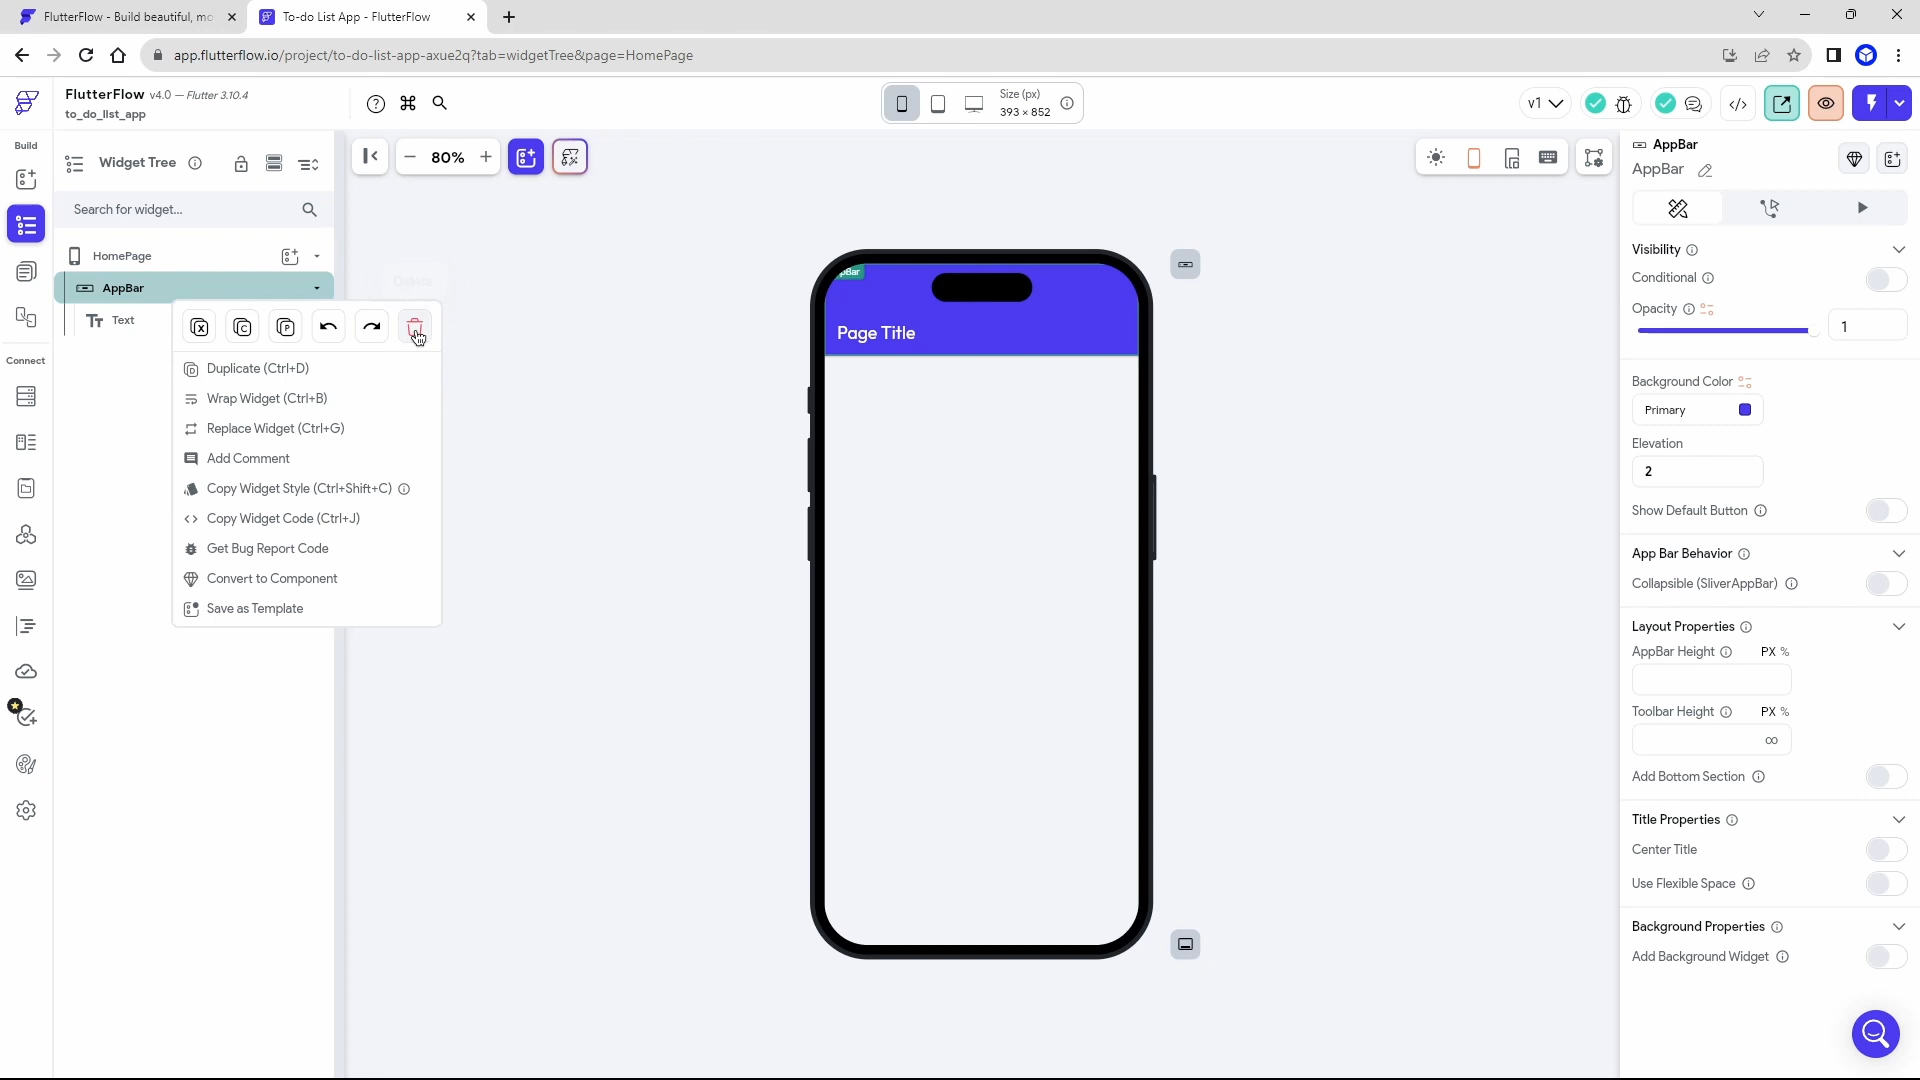 FlutterFlow - Build beautiful, mo
To-do List App - FlutterFlow
app.flutterflow.io/project/to-do-list-app-axue2q?tab=widgetTree&page=HomePage
FlutterFlow v4.0 — Flutter 3.10.4
to_do_list_app
Size (px)
393 × 852
v1
Build
Widget Tree
80%
Search for widget...
HomePage
AppBar
Text
Connect
Delete
X
C
P
Duplicate (Ctrl+D)
Wrap Widget (Ctrl+B)
Replace Widget (Ctrl+G)
Add Comment
Copy Widget Style (Ctrl+Shift+C)
Copy Widget Code (Ctrl+J)
Get Bug Report Code
Convert to Component
Save as Template
pBar
Page Title
AppBar
AppBar
Visibility
Conditional
Opacity
1
Background Color
Primary
Elevation
2
Show Default Button
App Bar Behavior
Collapsible (SliverAppBar)
Layout Properties
AppBar Height PX %
Toolbar Height PX %
∞
Add Bottom Section
Title Properties
Center Title
Use Flexible Space
Background Properties
Add Background Widget